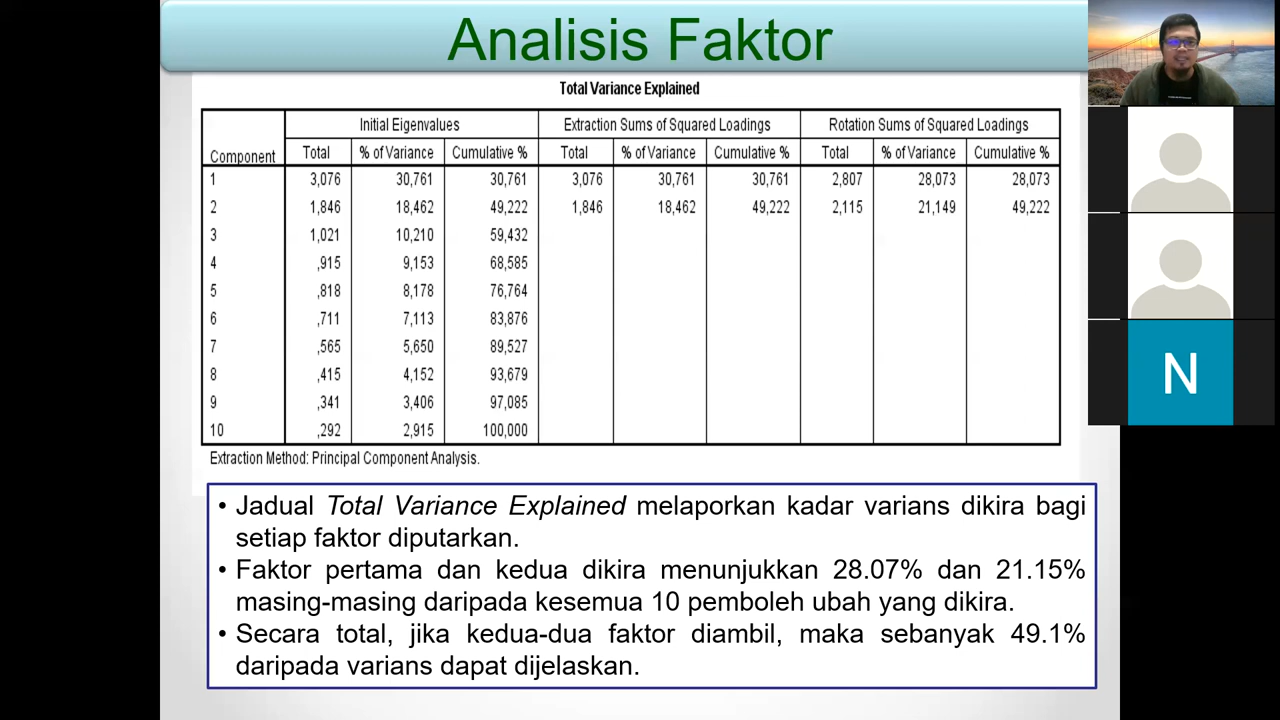 Analisis Faktor
Total Variance Explained
Initial Eigenvalues Extraction Sums of Squared Loadings Rotation Sums of Squared Loadings
Component Total % of Variance Cumulative % Total % of Variance Cumulative % Total % of Variance Cumulative %
1 3,076 30,761 30,761 3,076 30,761 30,761 2,807 28,073 28,073
2 1,846 18,462 49,222 1,846 18,462 49,222 2,115 21,149 49,222
3 1,021 10,210 59,432
4 ,915 9,153 68,585
5 ,818 8,178 76,764
6 ,711 7,113 83,876
7 ,565 5,650 89,527
8 ,415 4,152 93,679
9 ,341 3,406 97,085
10 ,292 2,915 100,000
Extraction Method: Principal Component Analysis.
• Jadual Total Variance Explained melaporkan kadar varians dikira bagi
setiap faktor diputarkan.
• Faktor pertama dan kedua dikira menunjukkan 28.07% dan 21.15%
masing-masing daripada kesemua 10 pemboleh ubah yang dikira.
• Secara total, jika kedua-dua faktor diambil, maka sebanyak 49.1%
daripada varians dapat dijelaskan.
N